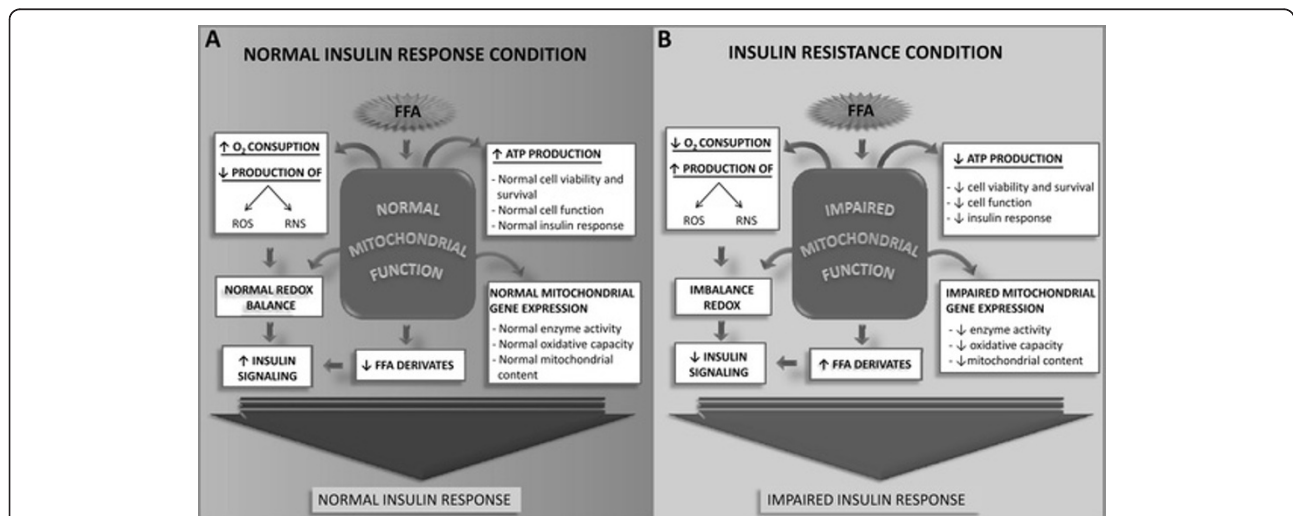 A
NORMAL INSULIN RESPONSE CONDITION
FFA
↑ O₂ CONSUPTION
↓ PRODUCTION OF
ROS RNS
↑ ATP PRODUCTION
- Normal cell viability and
survival
- Normal cell function
- Normal insulin response
NORMAL
MITOCHONDRIAL
FUNCTION
NORMAL REDOX
BALANCE
NORMAL MITOCHONDRIAL
GENE EXPRESSION
- Normal enzyme activity
- Normal oxidative capacity
- Normal mitochondrial
content
↑ INSULIN
SIGNALING
↓ FFA DERIVATES
NORMAL INSULIN RESPONSE
B
INSULIN RESISTANCE CONDITION
FFA
↓ O₂ CONSUPTION
↑ PRODUCTION OF
ROS RNS
↓ ATP PRODUCTION
- ↓ cell viability and survival
- ↓ cell function
- ↓ insulin response
IMPAIRED
MITOCHONDRIAL
FUNCTION
IMBALANCE
REDOX
IMPAIRED MITOCHONDRIAL
GENE EXPRESSION
- ↓ enzyme activity
- ↓ oxidative capacity
- ↓mitochondrial content
↓ INSULIN
SIGNALING
↑ FFA DERIVATES
IMPAIRED INSULIN RESPONSE